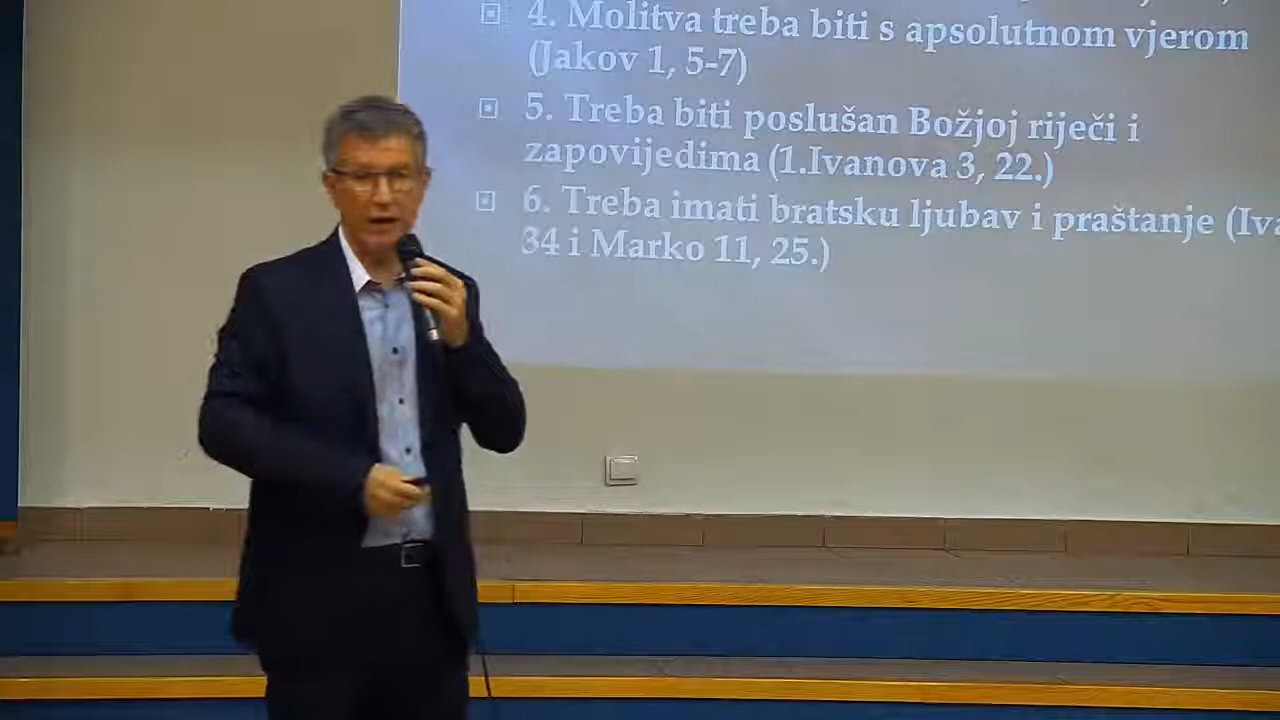 4. Molitva treba biti s apsolutnom vjerom
(Jakov 1, 5-7)
5. Treba biti poslušan Božjoj riječi i
zapovijedima (1.Ivanova 3, 22.)
6. Treba imati bratsku ljubav i praštanje
34 i Marko 11, 25.)